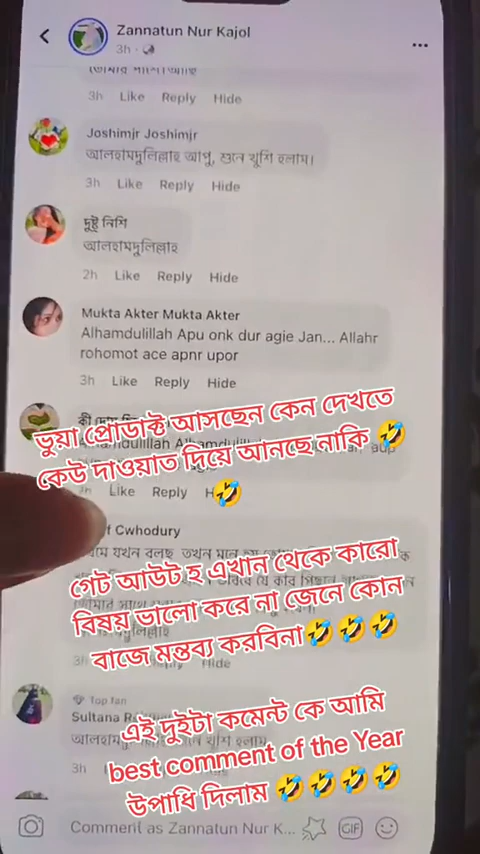 Zannatun Nur Kajol
3h
3h Like Reply Hide
Joshimjr Joshimjr
আলহামদুলিল্লাহ আপু, শুনে খুশি হলাম।
3h Like Reply Hide
দুষ্টু নিশি
আলহামদুলিল্লাহ
2h Like Reply Hide
Mukta Akter Mukta Akter
Alhamdulillah Apu onk dur agie Jan... Allahr
rohomot ace apnr upor
3h Like Reply Hide
ভুয়া প্রোডাক্ট আসছেন কেন দেখতে
কেউ দাওয়াত দিয়ে আনছে নাকি 🤣
🤣
Like Reply
Cwhodury
গেট আউট হ এখান থেকে কারো
বিষয় ভালো করে না জেনে কোন
বাজে মন্তব্য করবিনা🤣🤣🤣
Hide
Top fan
Sultana
এই দুইটা কমেন্ট কে আমি
best comment of the Year
উপাধি দিলাম 🤣🤣🤣🤣
3h
Comment as Zannatun Nur K... GIF